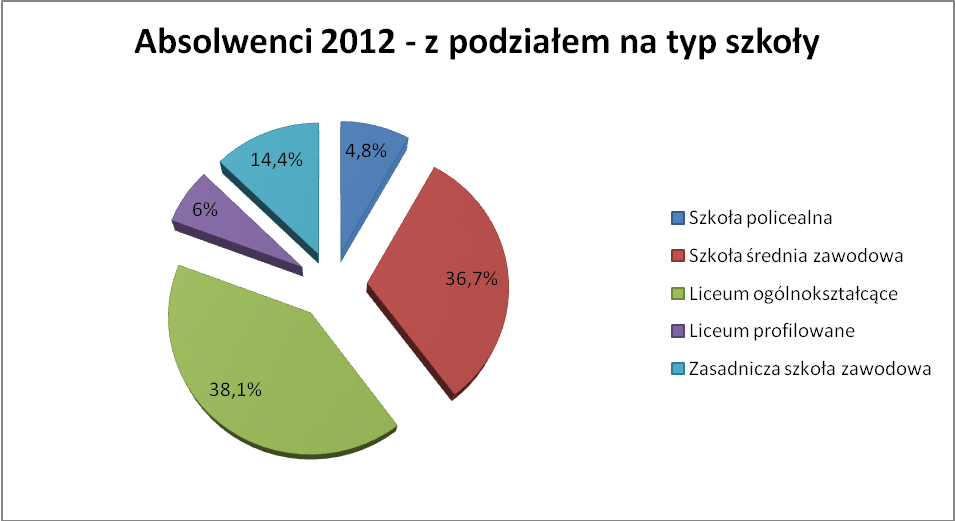 Absolwenci 2012 - z podziałem na typ szkoły
4,8%
14,4%
6%
36,7%
38,1%
Szkoła policealna
Szkoła średnia zawodowa
Liceum ogólnokształcące
Liceum profilowane
Zasadnicza szkoła zawodowa